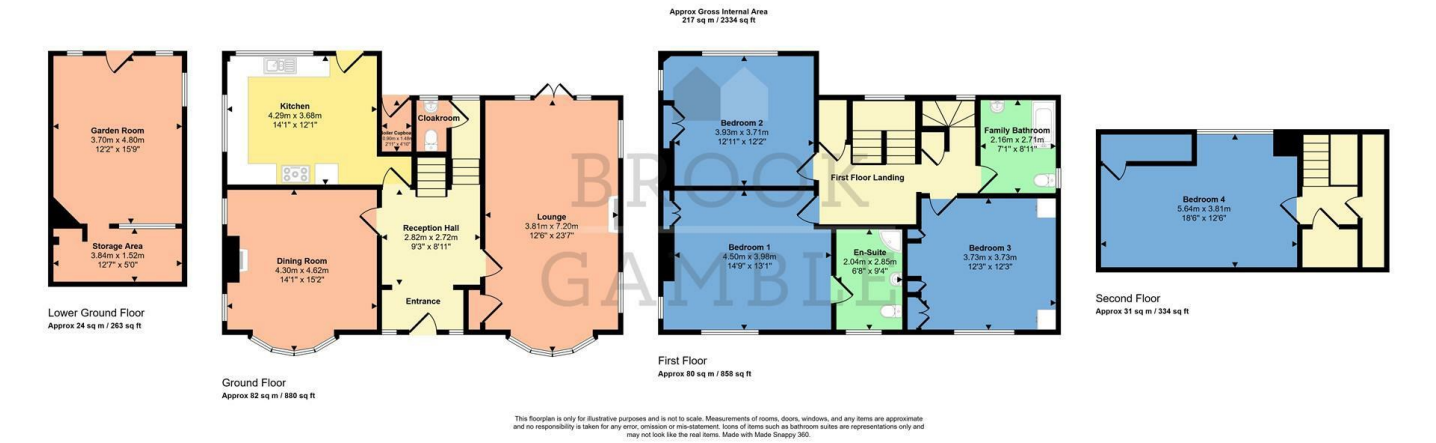 Approx Gross Internal Area
217 sq m / 2334 sq ft
Garden Room
3.70m x 4.80m
12'2" x 15'9"
Storage Area
3.84m x 1.52m
12'7" x 5'0"
Lower Ground Floor
Approx 24 sq m / 263 sq ft
Kitchen
4.29m x 3.68m
14'1" x 12'1"
Boiler Cupboard
2'11" x 4'10"
Cloakroom
Dining Room
4.30m x 4.62m
14'1" x 15'2"
Reception Hall
2.82m x 2.72m
9'3" x 8'11"
Entrance
Lounge
3.81m x 7.20m
12'6" x 23'7"
Ground Floor
Approx 82 sq m / 880 sq ft
BROOK
GAMBLE
Bedroom 2
3.93m x 3.71m
12'11" x 12'2"
First Floor Landing
Family Bathroom
2.16m x 2.71m
7'1" x 8'11"
Bedroom 1
4.50m x 3.98m
14'9" x 13'1"
En-Suite
2.04m x 2.85m
6'8" x 9'4"
Bedroom 3
3.73m x 3.73m
12'3" x 12'3"
First Floor
Approx 80 sq m / 858 sq ft
Bedroom 4
5.64m x 3.81m
18'6" x 12'6"
Second Floor
Approx 31 sq m / 334 sq ft
This floorplan is only for illustrative purposes and is not to scale. Measurements of rooms, doors, windows, and any items are approximate
and no responsibility is taken for any error, omission or mis-statement. Icons of items such as bathroom suites are representations only and
may not look like the real items. Made with Made Snappy 360.